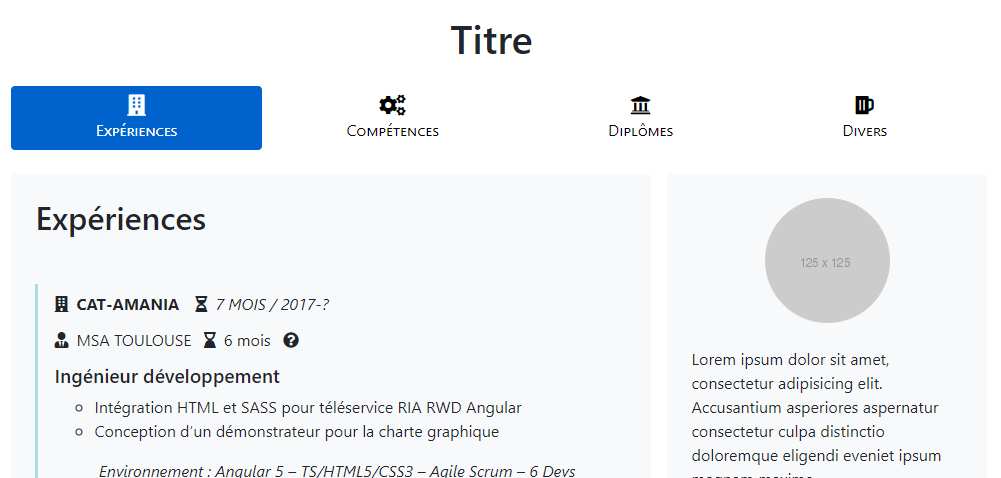 Titre
Expériences
Compétences
Diplômes
Divers
Expériences
CAT-AMANIA 7 MOIS / 2017-?
MSA TOULOUSE 6 mois
Ingénieur développement
Intégration HTML et SASS pour téléservice RIA RWD Angular
Conception d'un démonstrateur pour la charte graphique
Environnement : Angular 5 – TS/HTML5/CSS3 – Agile Scrum – 6 Devs
125 x 125
Lorem ipsum dolor sit amet,
consectetur adipisicing elit.
Accusantium asperiores aspernatur
consectetur culpa distinctio
doloremque eligendi eveniet ipsum